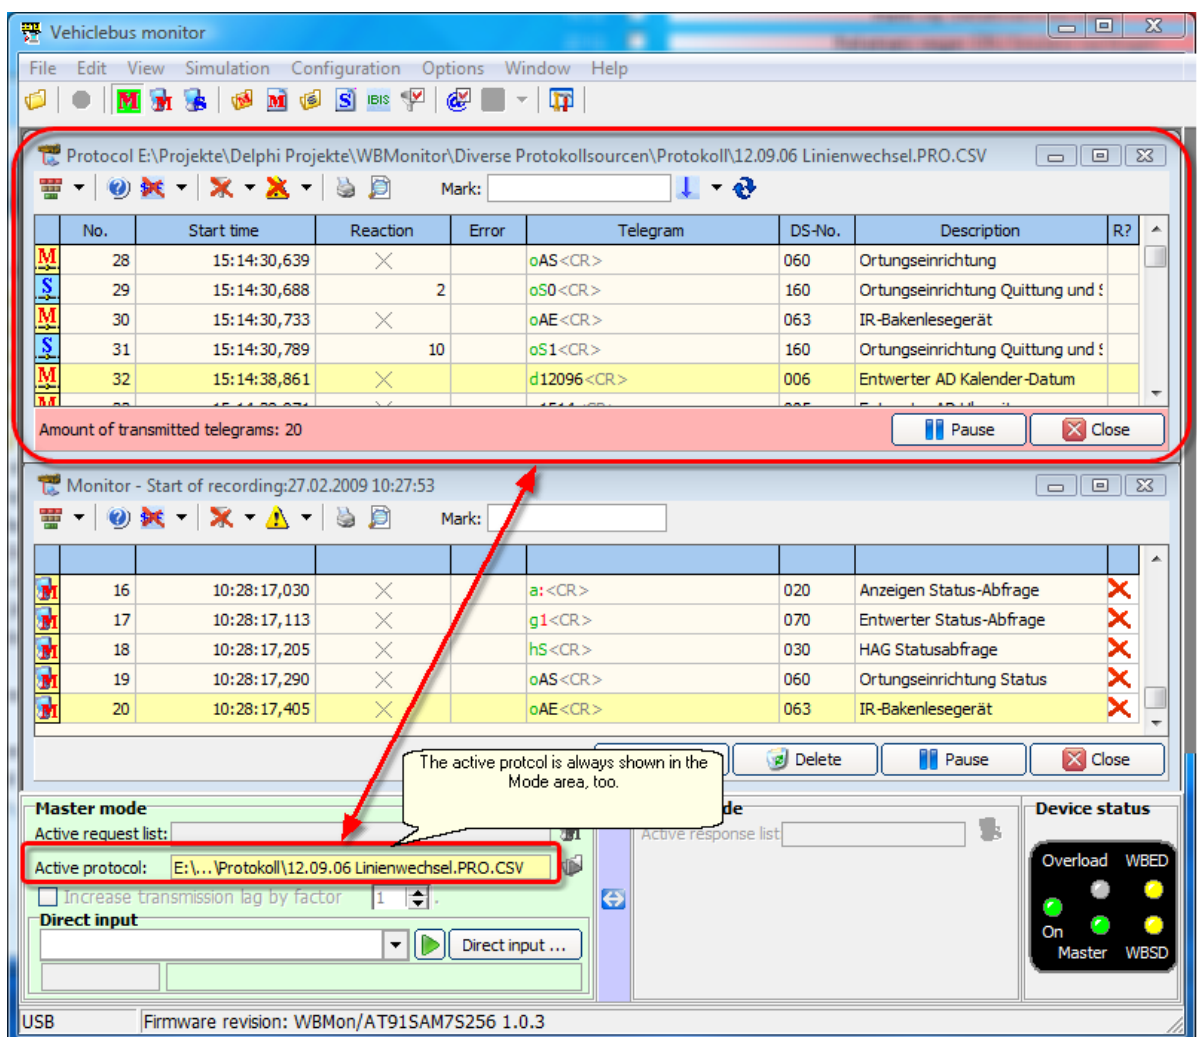 Vehiclebus monitor
File Edit View Simulation Configuration Options Window Help
M M S M S IBIS
Protocol E:\Projekte\Delphi Projekte\WBMonitor\Diverse Protokollsourcen\Protokoll\12.09.06 Linienwechsel.PRO.CSV
Mark:
No. Start time Reaction Error Telegram DS-No. Description R?
M 28 15:14:30,639 oAS<CR> 060 Ortungseinrichtung
S 29 15:14:30,688 2 oS0<CR> 160 Ortungseinrichtung Quittung und
M 30 15:14:30,733 oAE<CR> 063 IR-Bakenlesegerät
S 31 15:14:30,789 10 oS1<CR> 160 Ortungseinrichtung Quittung und
M 32 15:14:38,861 d12096<CR> 006 Entwerter AD Kalender-Datum
Amount of transmitted telegrams: 20 Pause Close
Monitor - Start of recording:27.02.2009 10:27:53
Mark:
M 16 10:28:17,030 a:<CR> 020 Anzeigen Status-Abfrage
M 17 10:28:17,113 g1<CR> 070 Entwerter Status-Abfrage
M 18 10:28:17,205 hS<CR> 030 HAG Statusabfrage
M 19 10:28:17,290 oAS<CR> 060 Ortungseinrichtung Status
M 20 10:28:17,405 oAE<CR> 063 IR-Bakenlesegerät
Delete Pause Close
The active protcol is always shown in the
Mode area, too.
Master mode
Active request list:
Active protocol: E:\...\Protokoll\12.09.06 Linienwechsel.PRO.CSV
Increase transmission lag by factor 1 .
Direct input
Direct input ...
Active response list
Device status
Overload WBED
On
Master WBSD
USB Firmware revision: WBMon/AT91SAM7S256 1.0.3